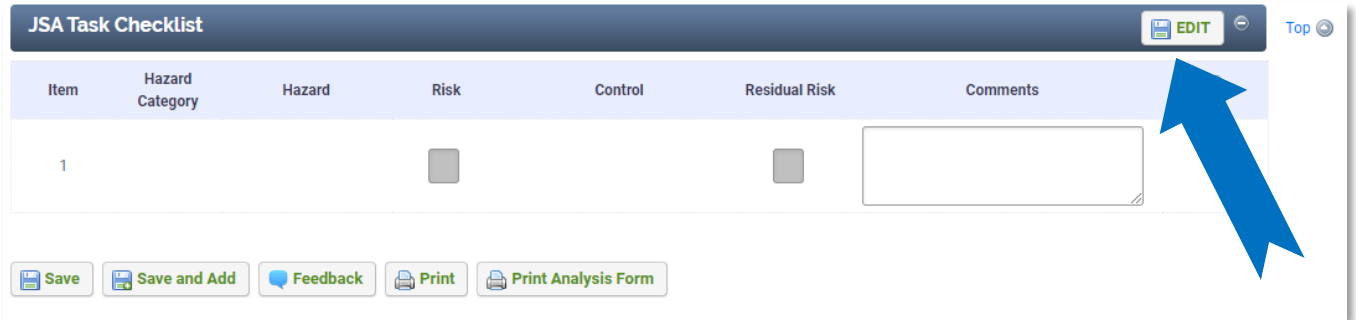 JSA Task Checklist
EDIT
Top
Item
Hazard
Category
Hazard
Risk
Control
Residual Risk
Comments
1
Save
Save and Add
Feedback
Print
Print Analysis Form